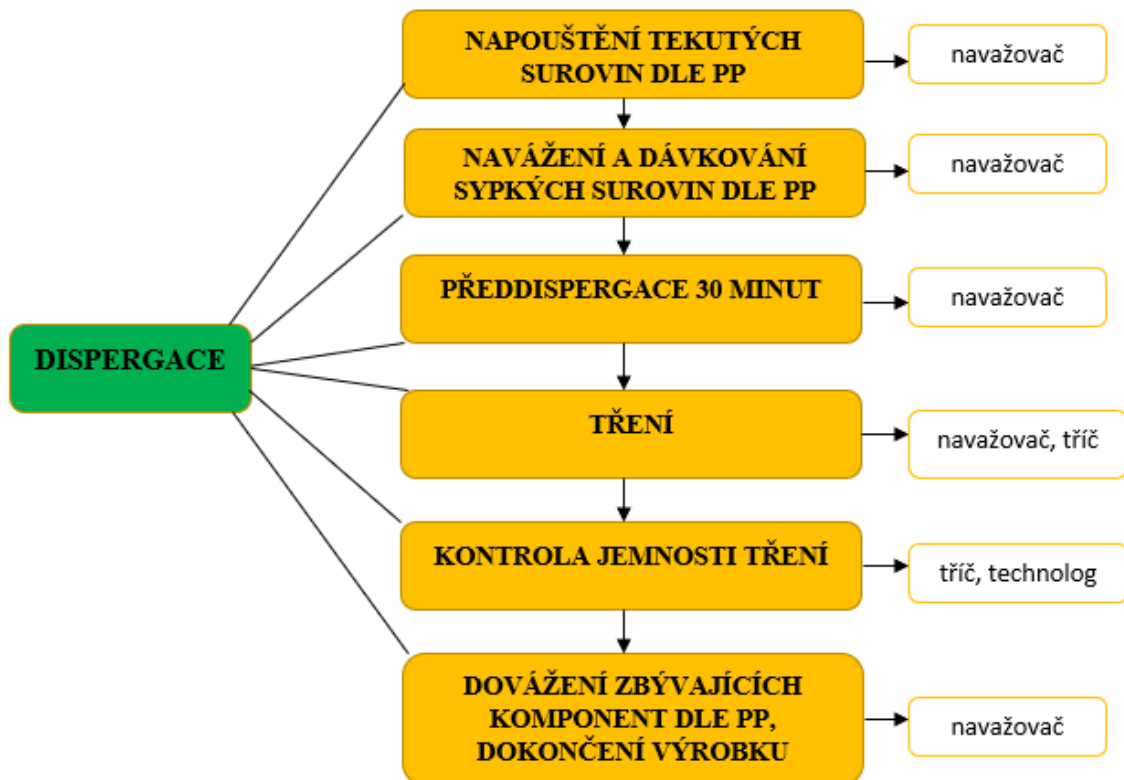 NAPOUŠTĚNÍ TEKUTÝCH
SUROVIN DLE PP
navažovač
NAVÁŽENÍ A DÁVKOVÁNÍ
SYPKÝCH SUROVIN DLE PP
navažovač
PŘEDDISPERGACE 30 MINUT
navažovač
DISPERGACE
TŘENÍ
navažovač, tříč
KONTROLA JEMNOSTI TŘENÍ
tříč, technolog
DOVÁŽENÍ ZBÝVAJÍCÍCH
KOMPONENT DLE PP,
DOKONČENÍ VÝROBKU
navažovač